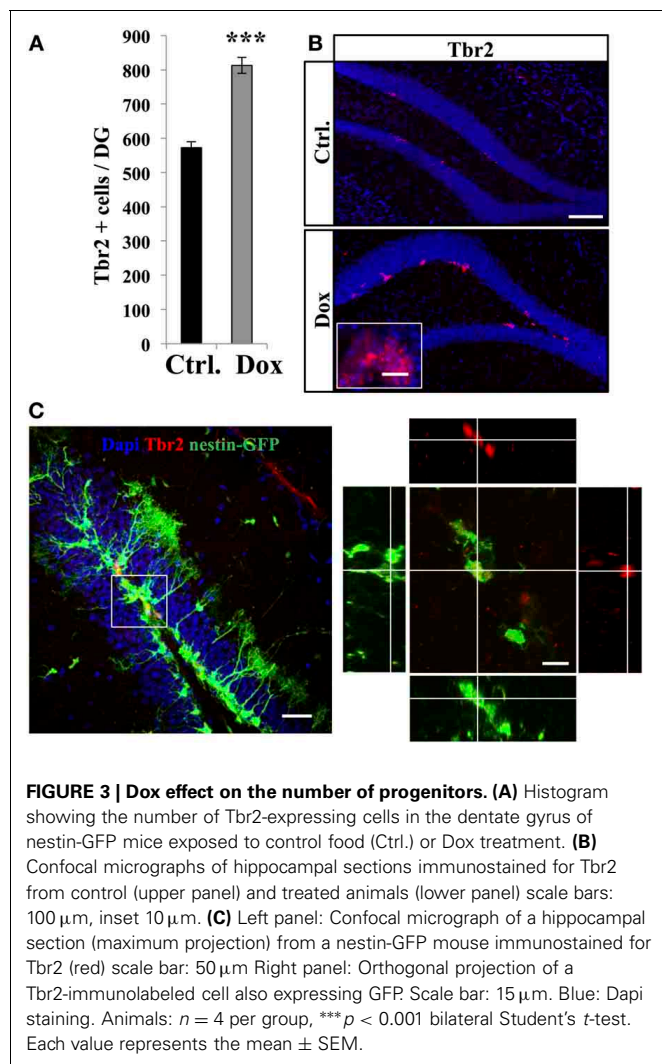 A
900
800
700
600
500
400
300
200
100
0
Tbr2 + cells / DG
***
Ctrl. Dox
B
Tbr2
Ctrl.
Dox
C
Dapi Tbr2 nestin-GFP
FIGURE 3 | Dox effect on the number of progenitors. (A) Histogram
showing the number of Tbr2-expressing cells in the dentate gyrus of
nestin-GFP mice exposed to control food (Ctrl.) or Dox treatment. (B)
Confocal micrographs of hippocampal sections immunostained for Tbr2
from control (upper panel) and treated animals (lower panel) scale bars:
100 μm, inset 10 μm. (C) Left panel: Confocal micrograph of a hippocampal
section (maximum projection) from a nestin-GFP mouse immunostained for
Tbr2 (red) scale bar: 50 μm Right panel: Orthogonal projection of a
Tbr2-immunolabeled cell also expressing GFP. Scale bar: 15 μm. Blue: Dapi
staining. Animals: n = 4 per group, ***p < 0.001 bilateral Student's t-test.
Each value represents the mean ± SEM.